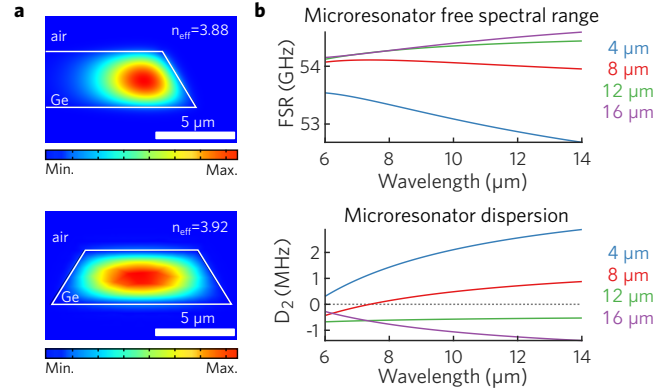 a
air
n_eff=3.88
Ge
5 µm
Min.
Max.
air
n_eff=3.92
Ge
5 µm
Min.
Max.
b
Microresonator free spectral range
FSR (GHz)
54
53
6
8
10
12
14
Wavelength (µm)
4 µm
8 µm
12 µm
16 µm
Microresonator dispersion
D_2 (MHz)
2
1
0
-1
6
8
10
12
14
Wavelength (µm)
4 µm
8 µm
12 µm
16 µm